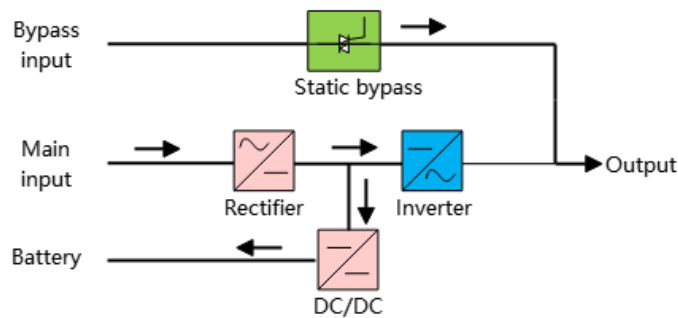 Bypass
input
Static bypass
Main
input
Output
Rectifier
Inverter
Battery
DC/DC